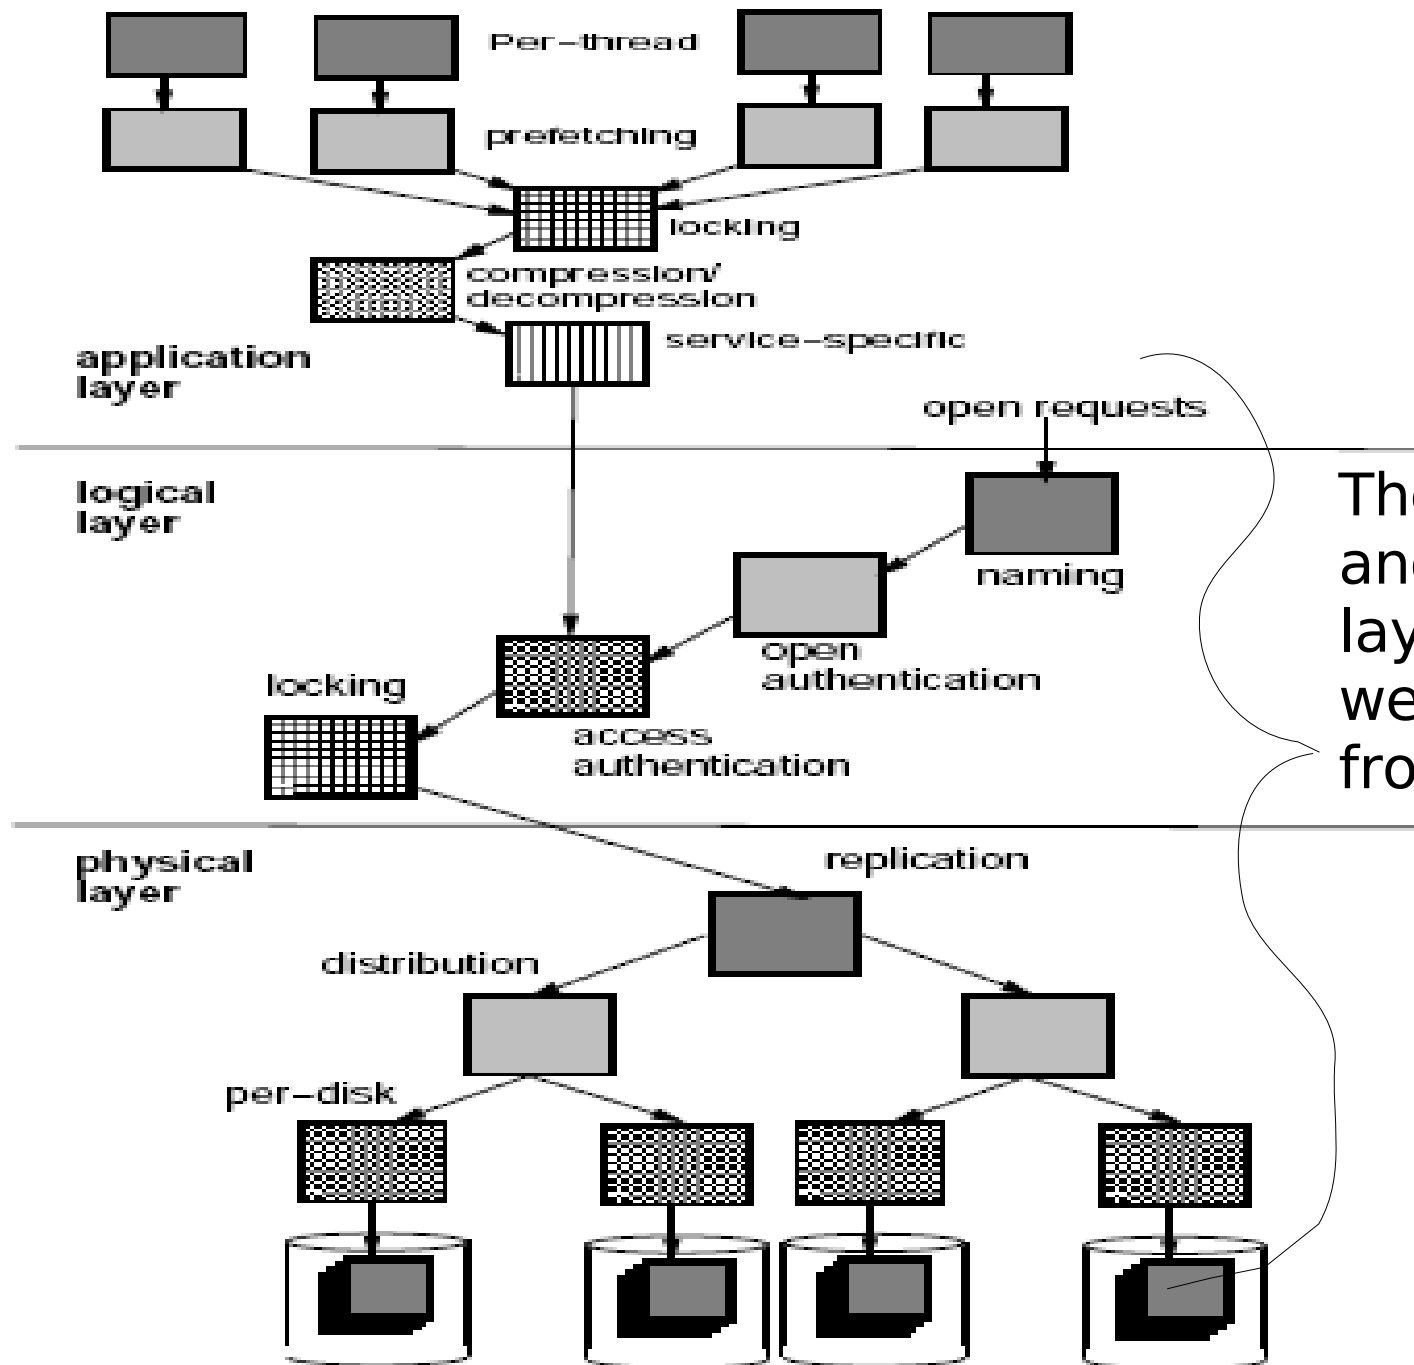 Per-thread
prefetching
locking
compression/
decompression
service-specific
application
layer
open requests
logical
layer
naming
open
authentication
locking
access
authentication
physical
layer
replication
distribution
per-disk